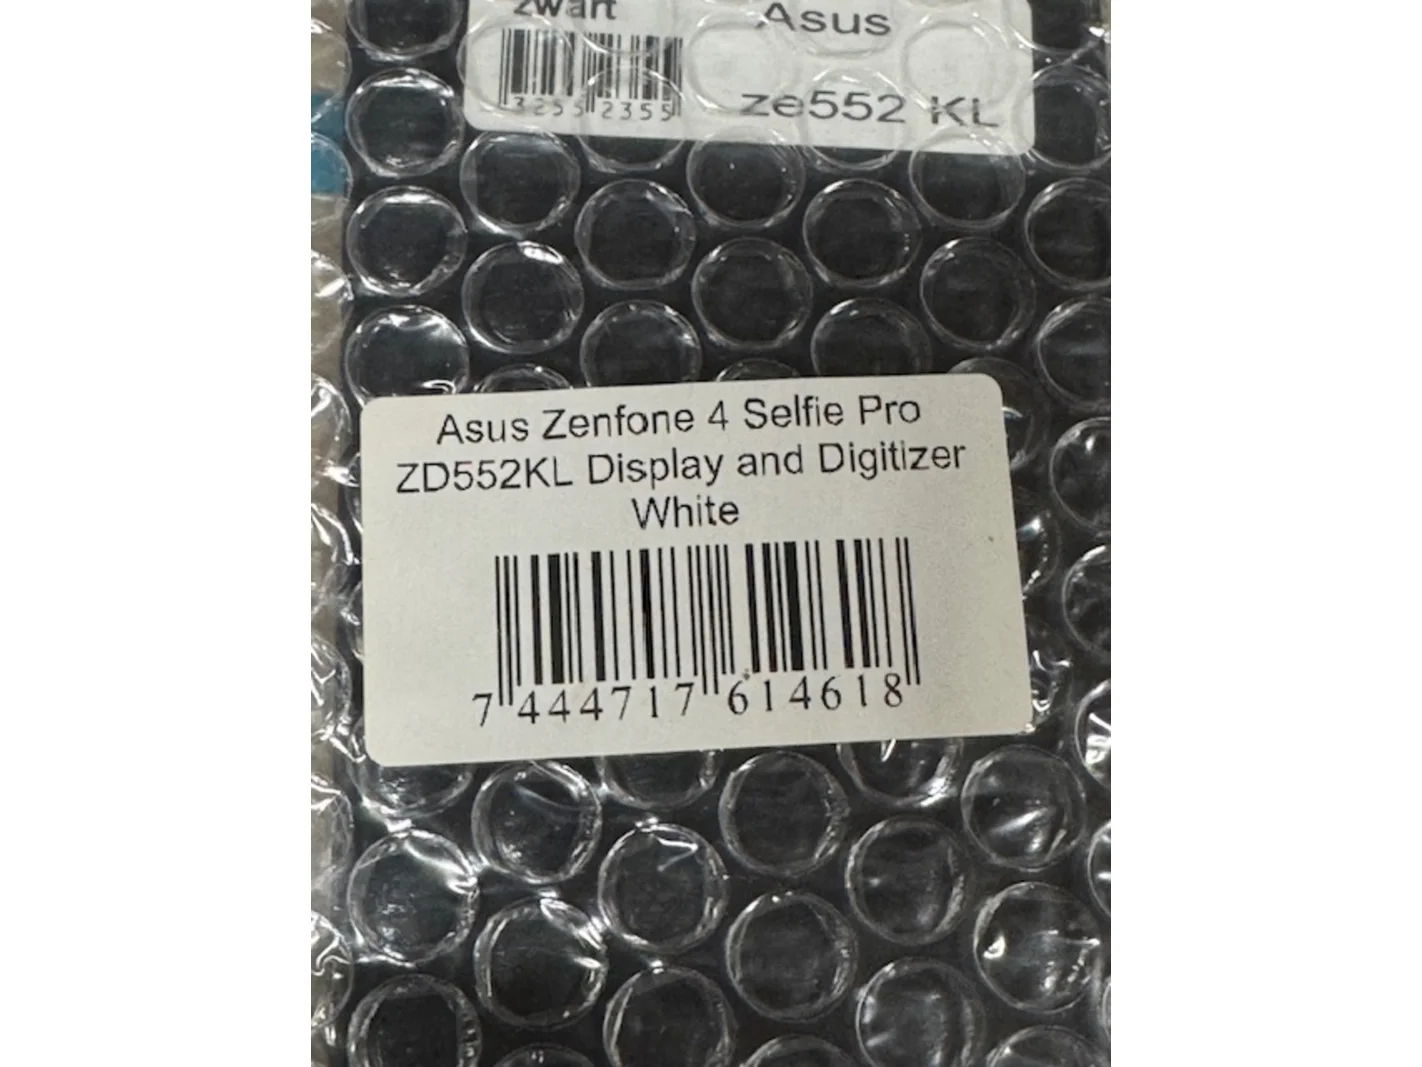 zwart
Asus
3255 2355
ze552 KL
Asus Zenfone 4 Selfie Pro
ZD552KL Display and Digitizer
White
7 444717 614618